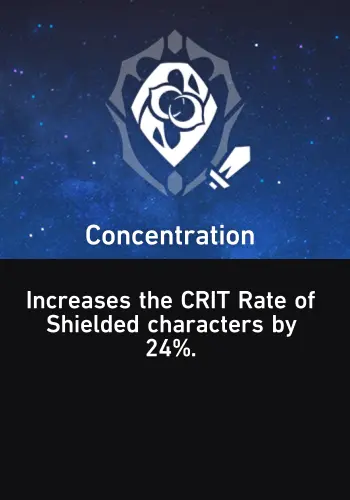 Concentration
Increases the CRIT Rate of
Shielded characters by
24%.